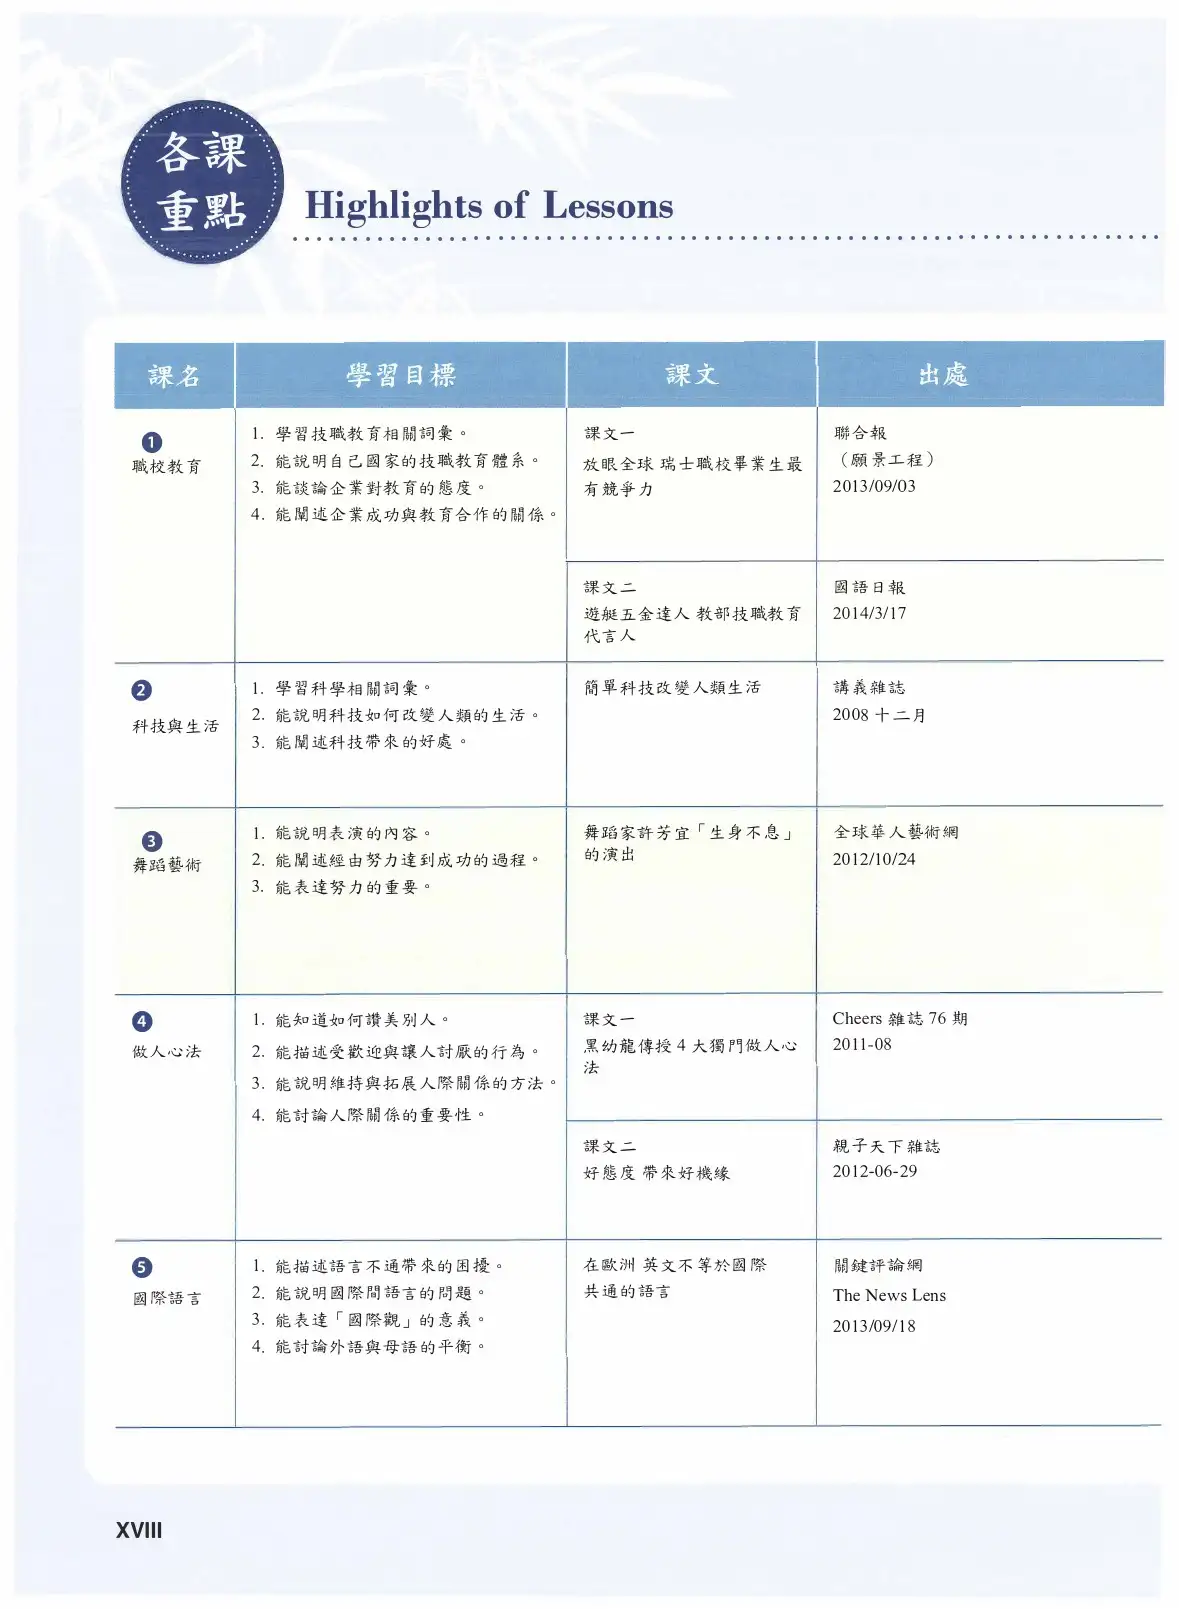 各課
重點
Highlights of Lessons
課名
學習目標
課文
出處
1
職校教育
1. 學習技職教育相關詞彙。
2. 能說明自己國家的技職教育體系。
3. 能談論企業對教育的態度。
4. 能闡述企業成功與教育合作的關係。
課文一
放眼全球 瑞士職校畢業生最
有競爭力
聯合報
（願景工程）
2013/09/03
課文二
遊艇五金達人 教部技職教育
代言人
國語日報
2014/3/17
2
科技與生活
1. 學習科學相關詞彙。
2. 能說明科技如何改變人類的生活。
3. 能闡述科技帶來的好處。
簡單科技改變人類生活
講義雜誌
2008 十二月
3
舞蹈藝術
1. 能說明表演的內容。
2. 能闡述經由努力達到成功的過程。
3. 能表達努力的重要。
舞蹈家許芳宜「生身不息」
的演出
全球華人藝術網
2012/10/24
4
做人心法
1. 能知道如何讚美別人。
2. 能描述受歡迎與讓人討厭的行為。
3. 能說明維持與拓展人際關係的方法。
4. 能討論人際關係的重要性。
課文一
黑幼龍傳授 4 大獨門做人心
法
Cheers 雜誌 76 期
2011-08
課文二
好態度 帶來好機緣
親子天下雜誌
2012-06-29
5
國際語言
1. 能描述語言不通帶來的困擾。
2. 能說明國際間語言的問題。
3. 能表達「國際觀」的意義。
4. 能討論外語與母語的平衡。
在歐洲 英文不等於國際
共通的語言
關鍵評論網
The News Lens
2013/09/18
XVIII